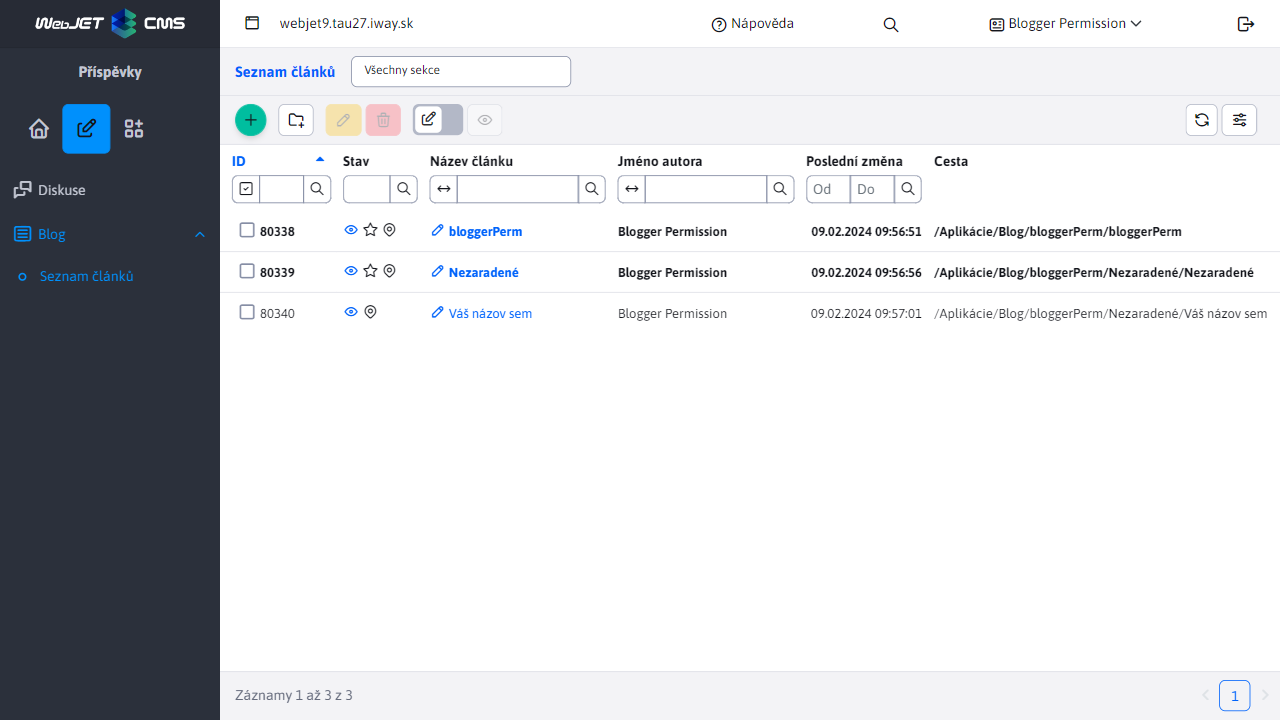 WebJET CMS
webjet9.tau27.iway.sk
Nápověda
Blogger Permission
Příspěvky
Diskuse
Blog
Seznam článků
Seznam článků
Všechny sekce
ID Stav Název článku Jméno autora Poslední změna Cesta
Od Do
80338 bloggerPerm Blogger Permission 09.02.2024 09:56:51 /Aplikácie/Blog/bloggerPerm/bloggerPerm
80339 Nezaradené Blogger Permission 09.02.2024 09:56:56 /Aplikácie/Blog/bloggerPerm/Nezaradené/Nezaradené
80340 Váš názov sem Blogger Permission 09.02.2024 09:57:01 /Aplikácie/Blog/bloggerPerm/Nezaradené/Váš názov sem
Záznamy 1 až 3 z 3
1